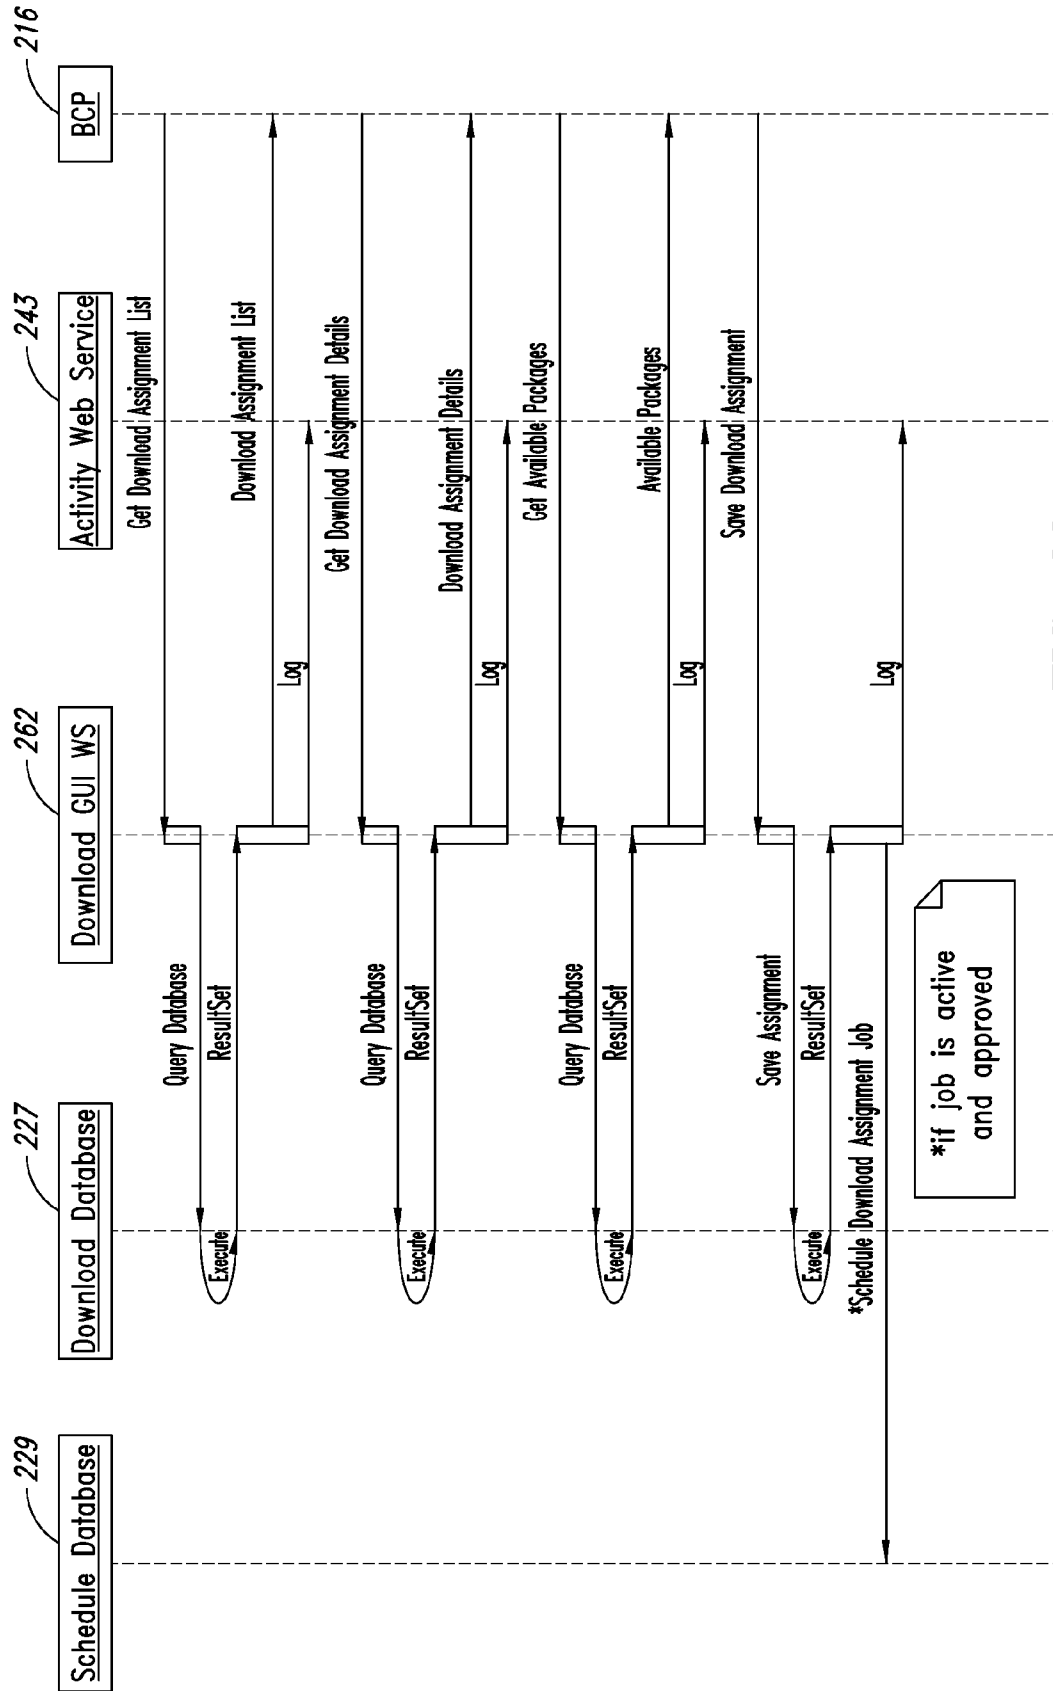 229
Schedule Database
227
Download Database
262
Download GUI WS
243
Activity Web Service
216
BCP
Get Download Assignment List
Query Database
Execute
ResultSet
Download Assignment List
Log
Get Download Assignment Details
Query Database
Execute
ResultSet
Download Assignment Details
Log
Get Available Packages
Query Database
Execute
ResultSet
Available Packages
Log
Save Download Assignment
Save Assignment
Execute
ResultSet
*Schedule Download Assignment Job
Log
*if job is active
and approved